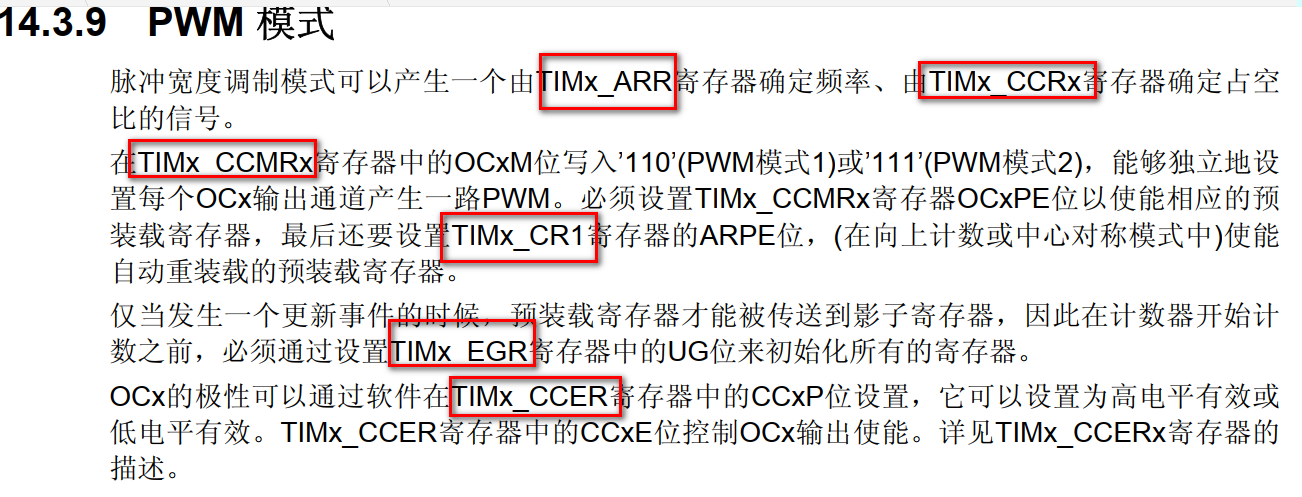 14.3.9 PWM 模式
脉冲宽度调制模式可以产生一个由TIMx_ARR寄存器确定频率、由TIMx_CCRx寄存器确定占空
比的信号。
在TIMx_CCMRx寄存器中的OCxM位写入’110’(PWM模式1)或’111’(PWM模式2)，能够独立地设
置每个OCx输出通道产生一路PWM。必须设置TIMx_CCMRx寄存器OCxPE位以使能相应的预
装载寄存器，最后还要设置TIMx_CR1寄存器的ARPE位，(在向上计数或中心对称模式中)使能
自动重装载的预装载寄存器。
仅当发生一个更新事件的时候，预装载寄存器才能被传送到影子寄存器，因此在计数器开始计
数之前，必须通过设置TIMx_EGR寄存器中的UG位来初始化所有的寄存器。
OCx的极性可以通过软件在TIMx_CCER寄存器中的CCxP位设置，它可以设置为高电平有效或
低电平有效。TIMx_CCER寄存器中的CCxE位控制OCx输出使能。详见TIMx_CCERx寄存器的
描述。